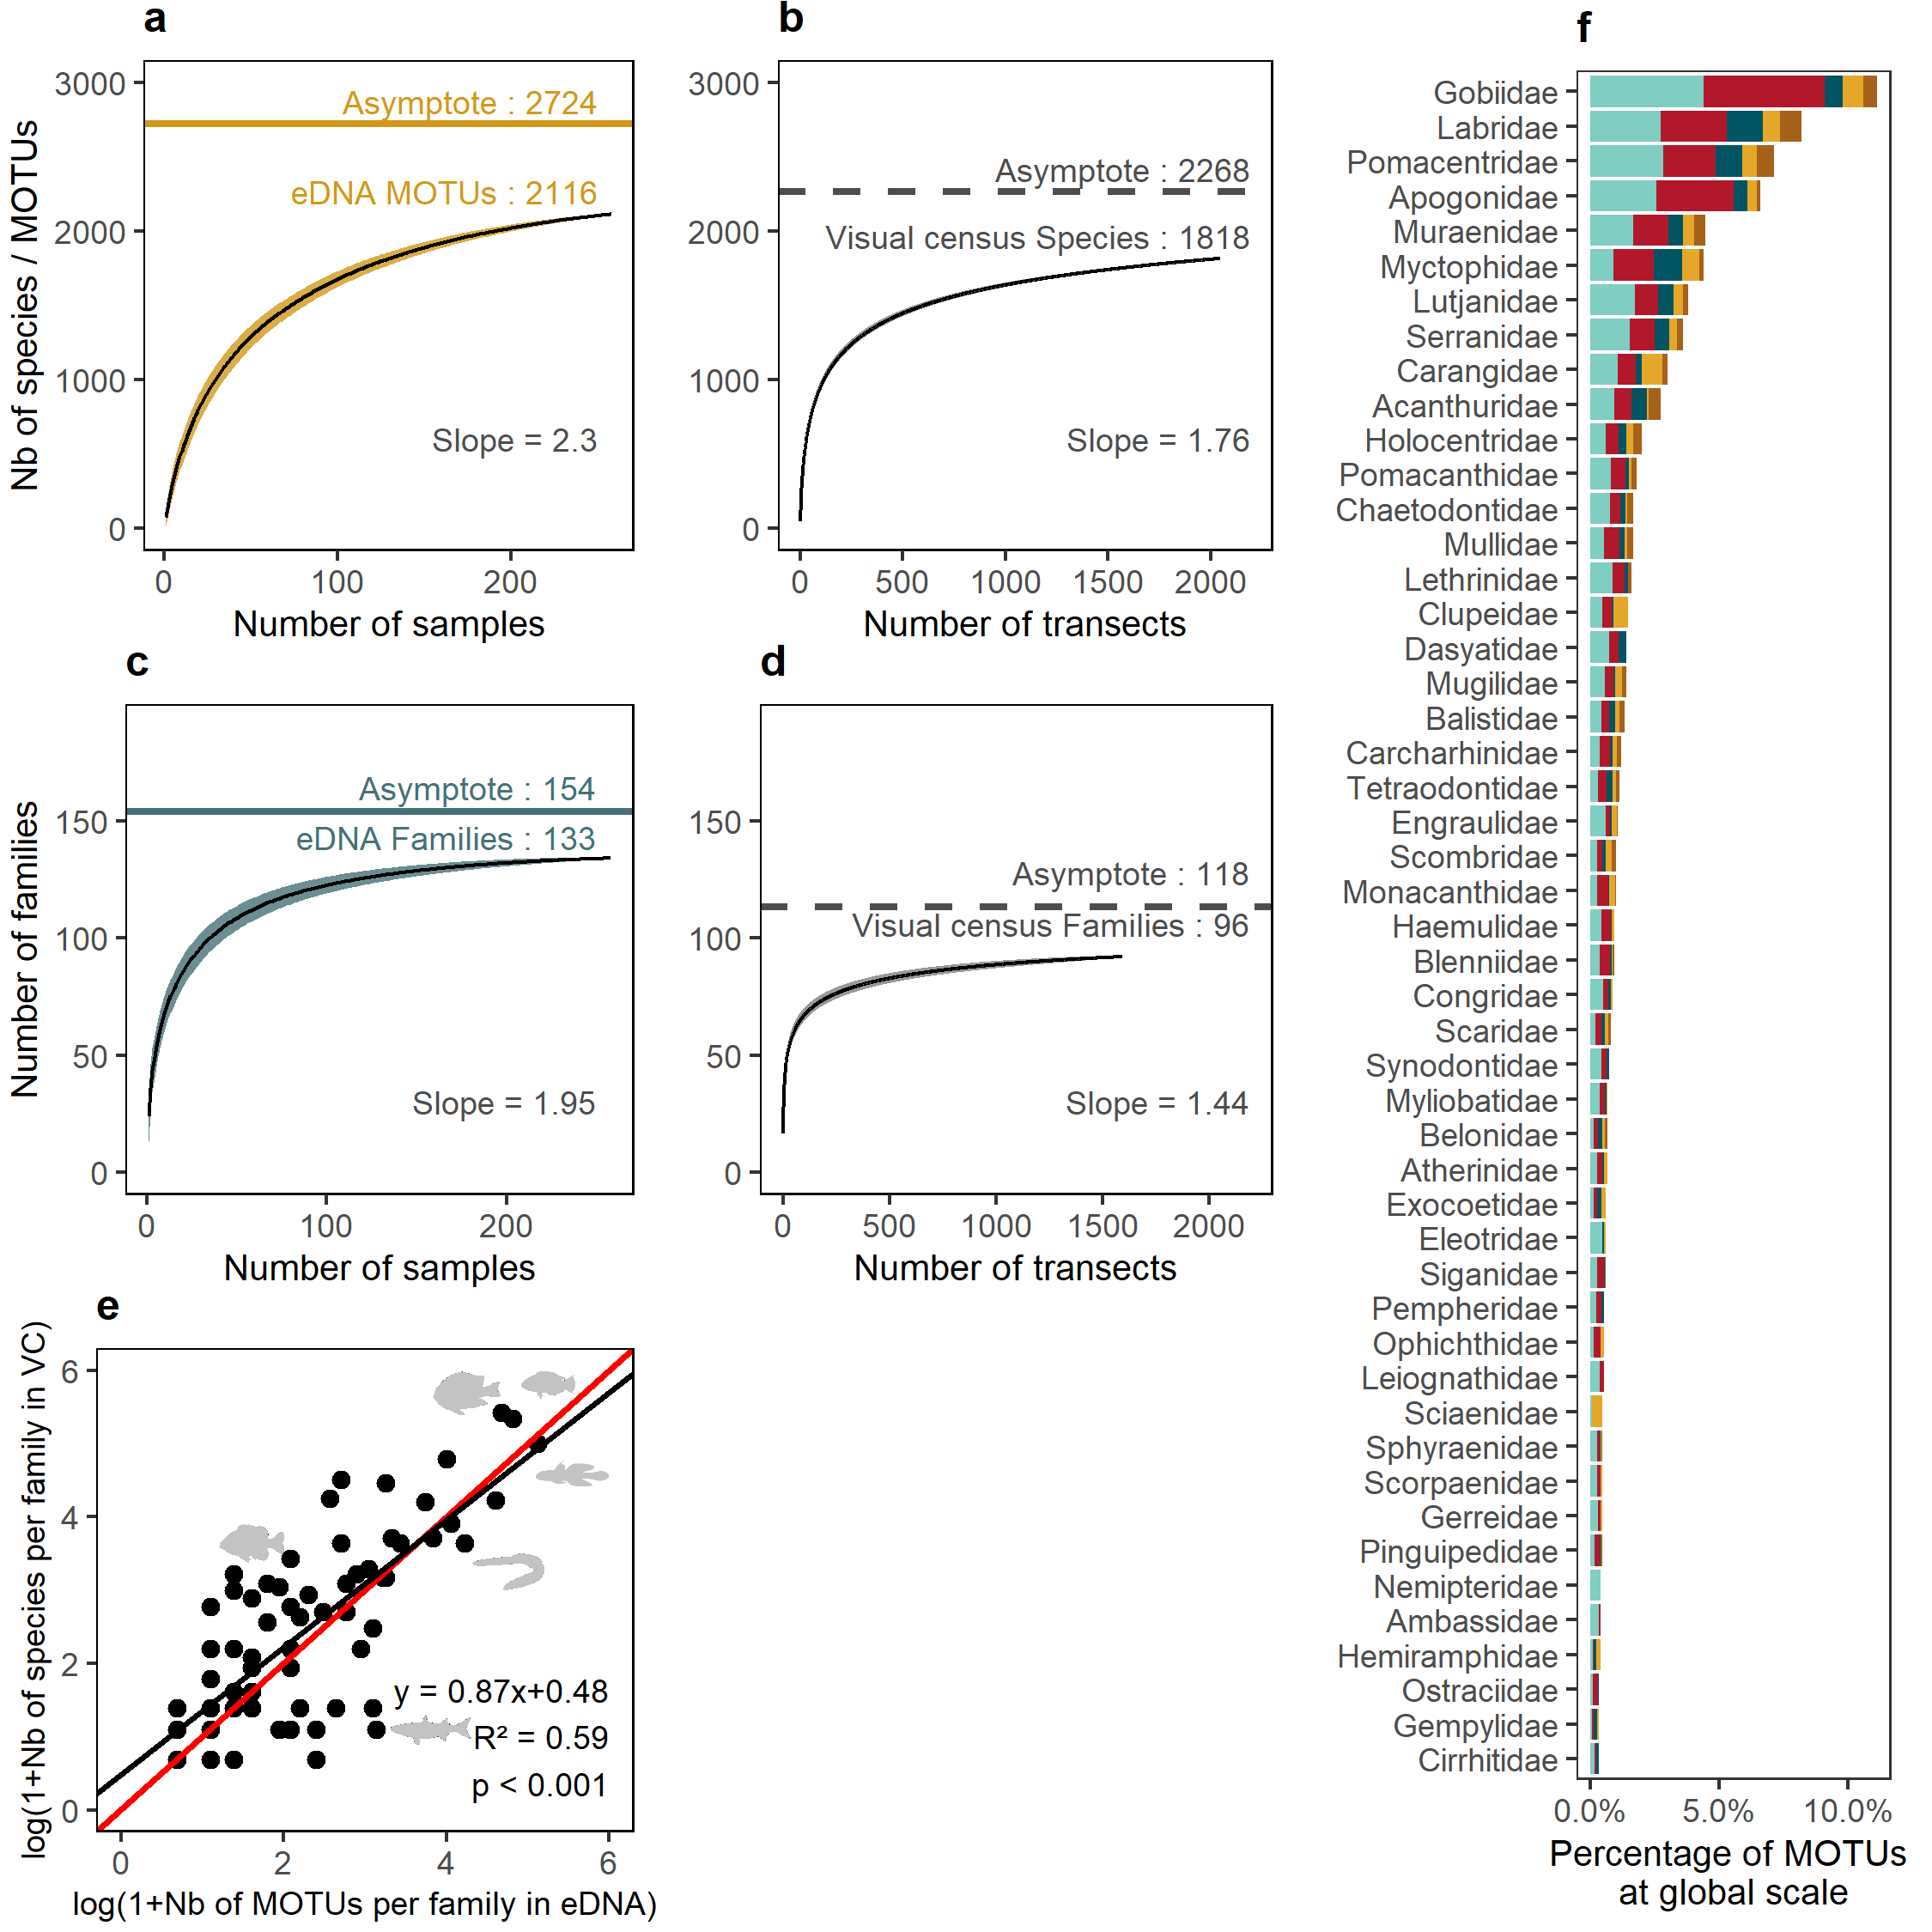 a
3000
2000
1000
0
Nb of species / MOTUs
Asymptote : 2724
eDNA MOTUs : 2116
Slope = 2.3
0 100 200
Number of samples
b
3000
2000
1000
0
Asymptote : 2268
Visual census Species : 1818
Slope = 1.76
0 500 1000 1500 2000
Number of transects
c
150
100
50
0
Number of families
Asymptote : 154
eDNA Families : 133
Slope = 1.95
0 100 200
Number of samples
d
150
100
50
0
Asymptote : 118
Visual census Families : 96
Slope = 1.44
0 500 1000 1500 2000
Number of transects
e
6
4
2
0
log(1+Nb of species per family in VC)
y = 0.87x+0.48
R² = 0.59
p < 0.001
0 2 4 6
log(1+Nb of MOTUs per family in eDNA)
f
Gobiidae
Labridae
Pomacentridae
Apogonidae
Muraenidae
Myctophidae
Lutjanidae
Serranidae
Carangidae
Acanthuridae
Holocentridae
Pomacanthidae
Chaetodontidae
Mullidae
Lethrinidae
Clupeidae
Dasyatidae
Mugilidae
Balistidae
Carcharhinidae
Tetraodontidae
Engraulidae
Scombridae
Monacanthidae
Haemulidae
Blenniidae
Congridae
Scaridae
Synodontidae
Myliobatidae
Belonidae
Atherinidae
Exocoetidae
Eleotridae
Siganidae
Pempheridae
Ophichthidae
Leiognathidae
Sciaenidae
Sphyraenidae
Scorpaenidae
Gerreidae
Pinguipedidae
Nemipteridae
Ambassidae
Hemiramphidae
Ostraciidae
Gempylidae
Cirrhitidae
0.0% 5.0% 10.0%
Percentage of MOTUs
at global scale